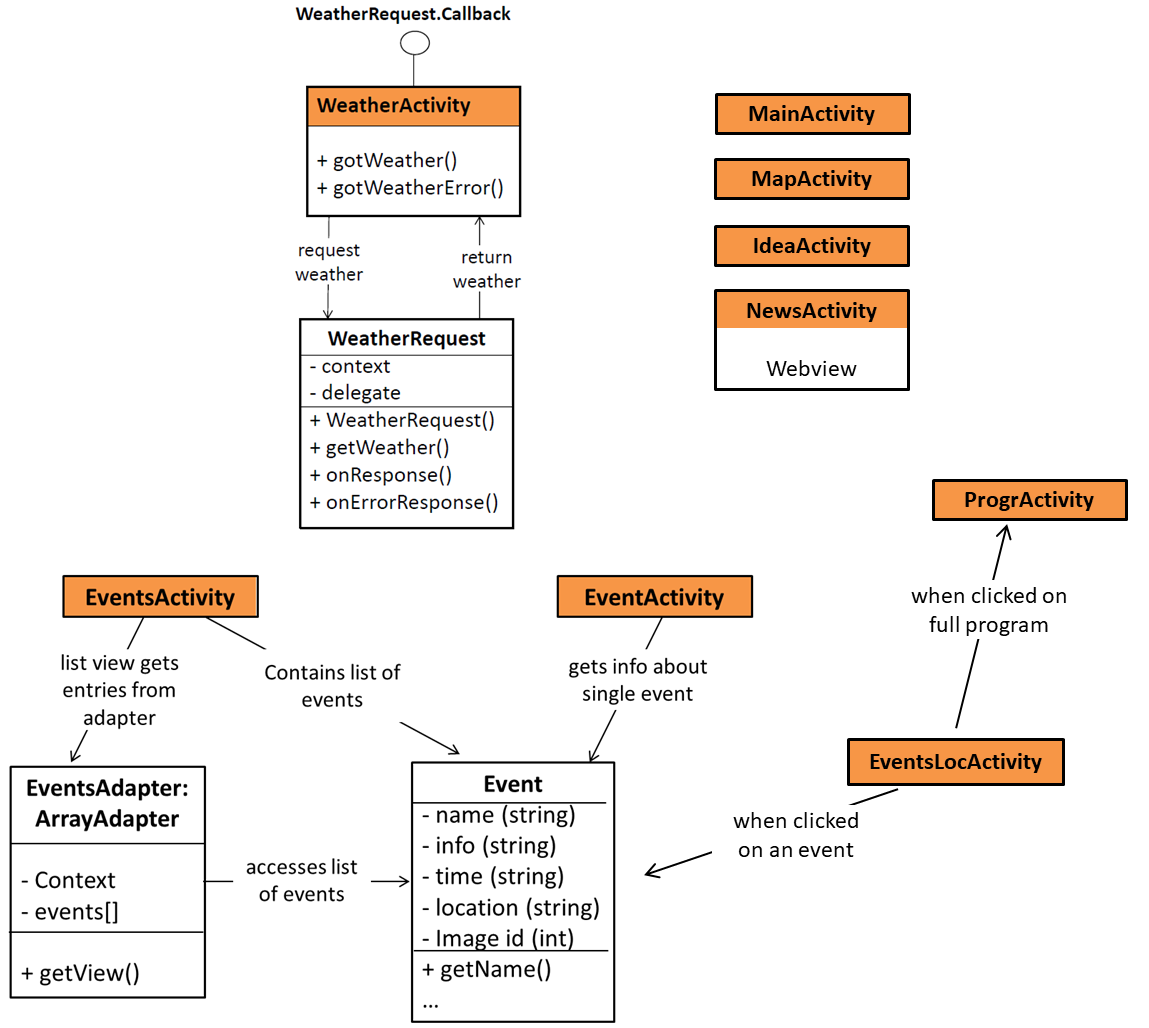 WeatherRequest.Callback
WeatherActivity
+ gotWeather()
+ gotWeatherError()
request
weather
return
weather
WeatherRequest
- context
- delegate
+ WeatherRequest()
+ getWeather()
+ onResponse()
+ onErrorResponse()
MainActivity
MapActivity
IdeaActivity
NewsActivity
Webview
ProgrActivity
when clicked on
full program
EventsLocActivity
when clicked
on an event
EventsActivity
list view gets
entries from
adapter
Contains list of
events
EventActivity
gets info about
single event
EventsAdapter:
ArrayAdapter
- Context
- events[]
+ getView()
accesses list
of events
Event
- name (string)
- info (string)
- time (string)
- location (string)
- Image id (int)
+ getName()
...